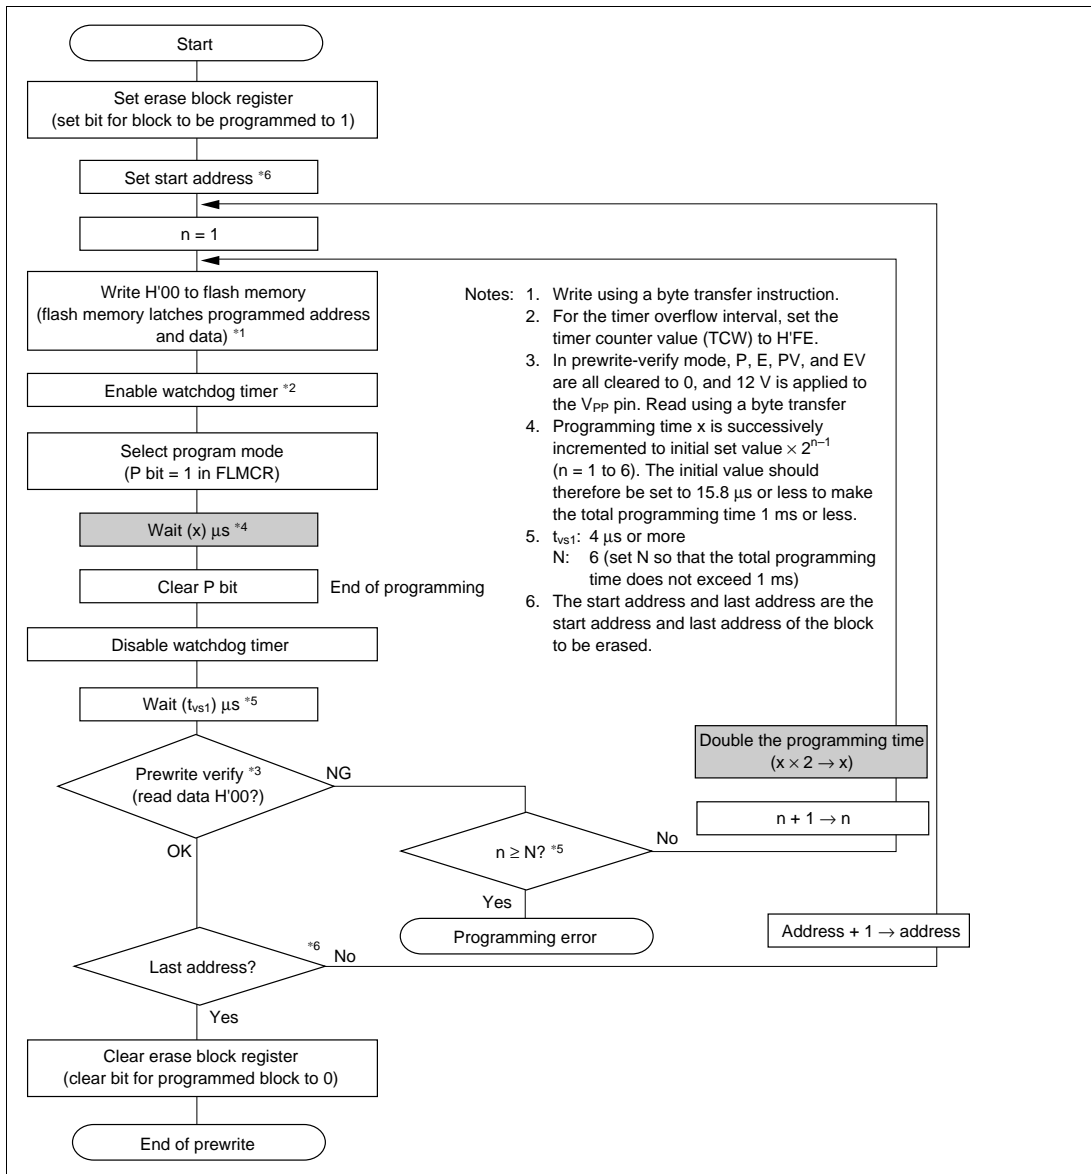 Start
Set erase block register
(set bit for block to be programmed to 1)
Set start address *6
n = 1
Write H'00 to flash memory
(flash memory latches programmed address
and data) *1
Enable watchdog timer *2
Select program mode
(P bit = 1 in FLMCR)
Wait (x) μs *4
Clear P bit
End of programming
Disable watchdog timer
Wait (tvs1) μs *5
Prewrite verify *3
(read data H'00?)
NG
OK
n ≥ N? *5
No
Yes
Programming error
Double the programming time
(x × 2 → x)
n + 1 → n
Address + 1 → address
Last address?
*6
No
Yes
Clear erase block register
(clear bit for programmed block to 0)
End of prewrite
Notes: 1. Write using a byte transfer instruction.
2. For the timer overflow interval, set the
timer counter value (TCW) to H'FE.
3. In prewrite-verify mode, P, E, PV, and EV
are all cleared to 0, and 12 V is applied to
the VPP pin. Read using a byte transfer
4. Programming time x is successively
incremented to initial set value × 2^n–1
(n = 1 to 6). The initial value should
therefore be set to 15.8 μs or less to make
the total programming time 1 ms or less.
5. tvs1: 4 μs or more
N: 6 (set N so that the total programming
time does not exceed 1 ms)
6. The start address and last address are the
start address and last address of the block
to be erased.